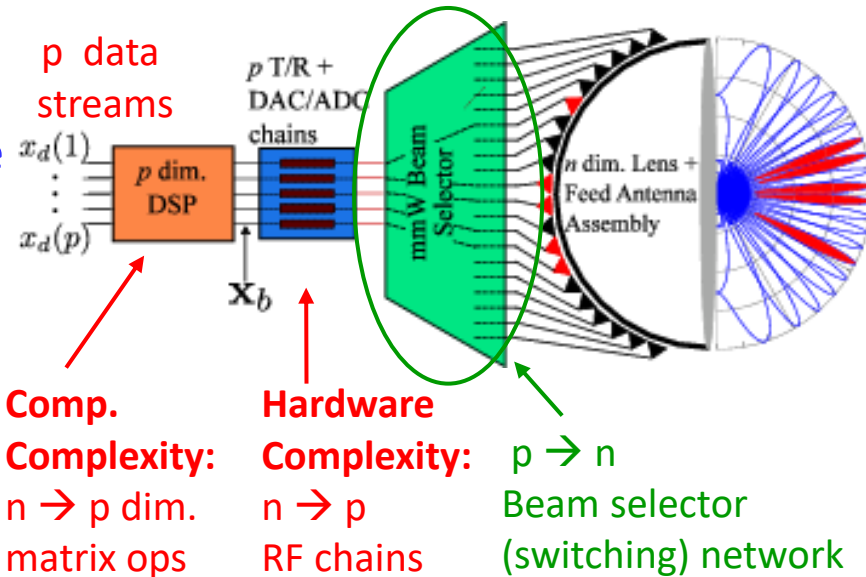 p data
streams
x_d(1)
x_d(p)
p dim.
DSP
p T/R +
DAC/ADC
chains
mmW Beam
Selector
n dim. Lens +
Feed Antenna
Assembly
x_b
Comp.
Complexity:
n → p dim.
matrix ops
Hardware
Complexity:
n → p
RF chains
p → n
Beam selector
(switching) network